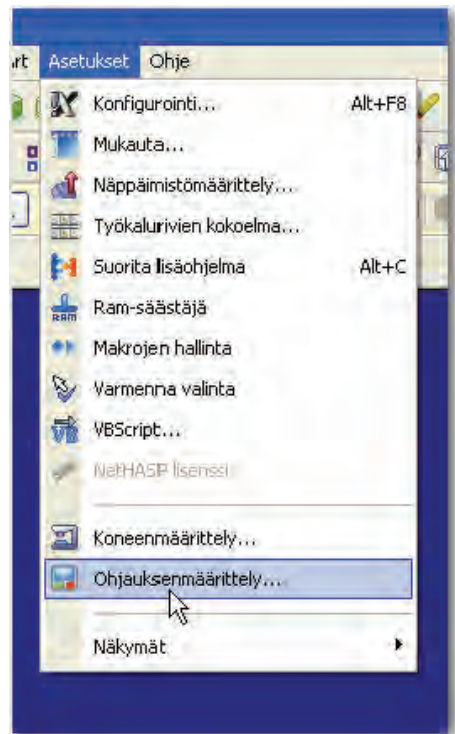 Asetukset Ohje
Konfigurointi... Alt+F8
Mukauta...
Näppäimistömäärittely...
Työkalurivien kokoelma...
Suorita lisäohjelma Alt+C
RAM Ram-säästäjä
Makrojen hallinta
Varmenna valinta
VB VBScript...
NetHASP lisenssi
Koneenmäärittely...
Ohjauksenmäärittely...
Näkymät